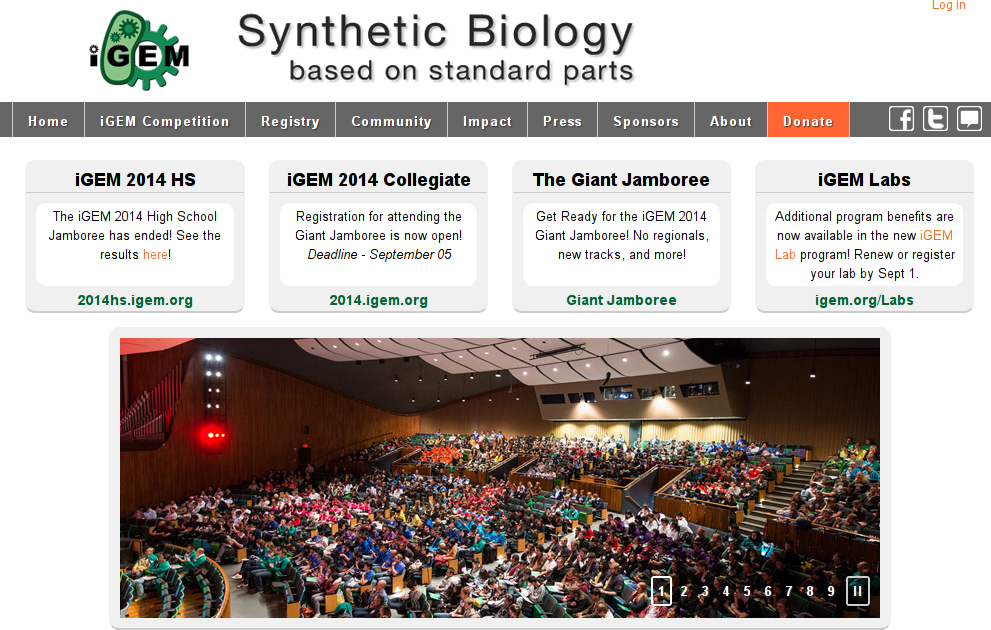 Log in
iGEM
Synthetic Biology
based on standard parts
Home iGEM Competition Registry Community Impact Press Sponsors About Donate
iGEM 2014 HS
The iGEM 2014 High School
Jamboree has ended! See the
results here!
2014hs.igem.org
iGEM 2014 Collegiate
Registration for attending the
Giant Jamboree is now open!
Deadline - September 05
2014.igem.org
The Giant Jamboree
Get Ready for the iGEM 2014
Giant Jamboree! No regionals,
new tracks, and more!
Giant Jamboree
iGEM Labs
Additional program benefits are
now available in the new iGEM
Lab program! Renew or register
your lab by Sept 1.
igem.org/Labs
1 2 3 4 5 6 7 8 9